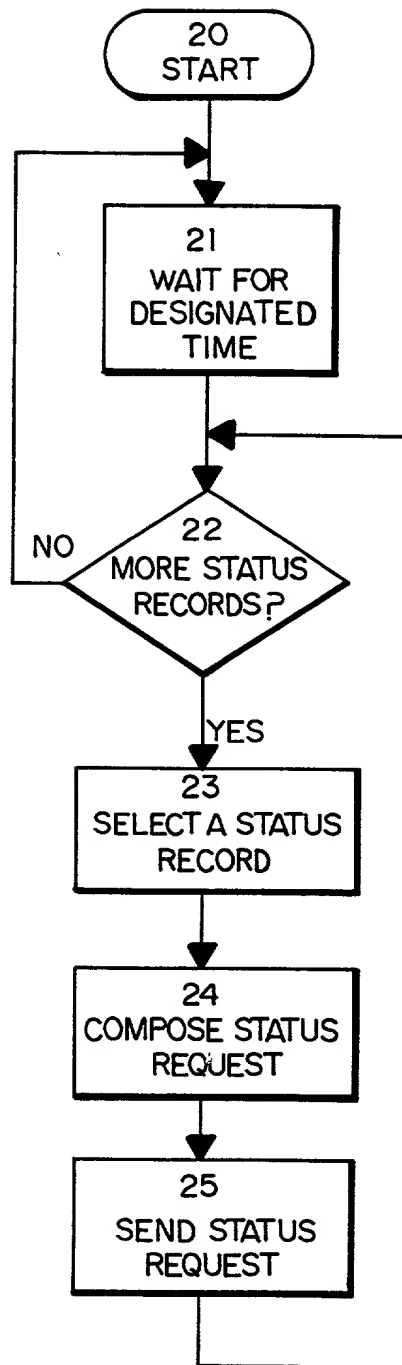 20
START
21
WAIT FOR
DESIGNATED
TIME
22
MORE STATUS
RECORDS?
NO
YES
23
SELECT A STATUS
RECORD
24
COMPOSE STATUS
REQUEST
25
SEND STATUS
REQUEST